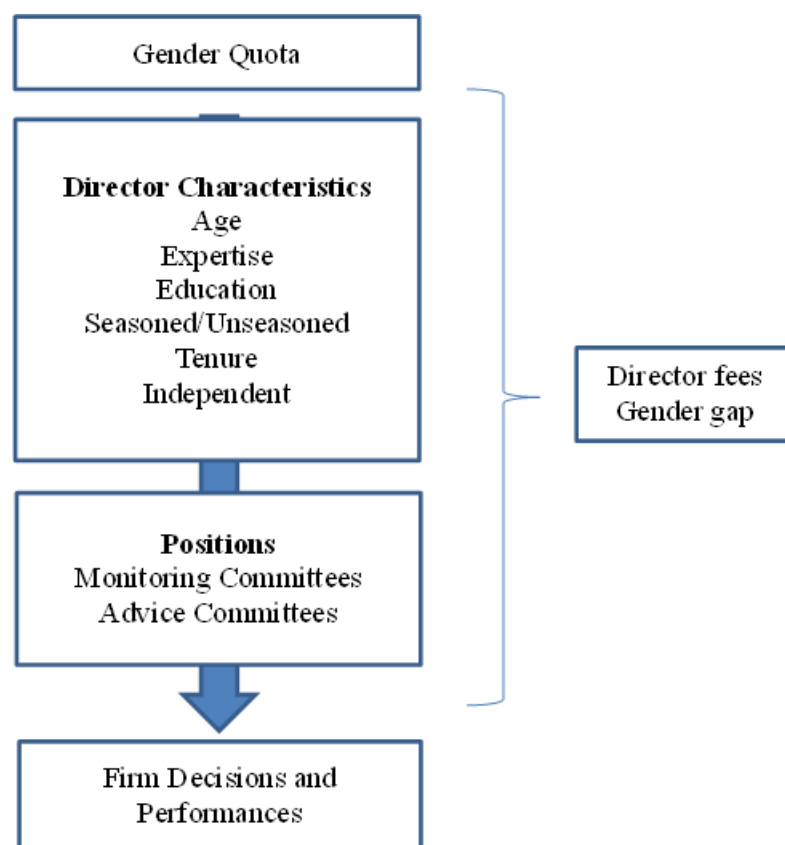 Gender Quota
Director Characteristics
Age
Expertise
Education
Seasoned/Unseasoned
Tenure
Independent
Positions
Monitoring Committees
Advice Committees
Firm Decisions and
Performances
Director fees
Gender gap